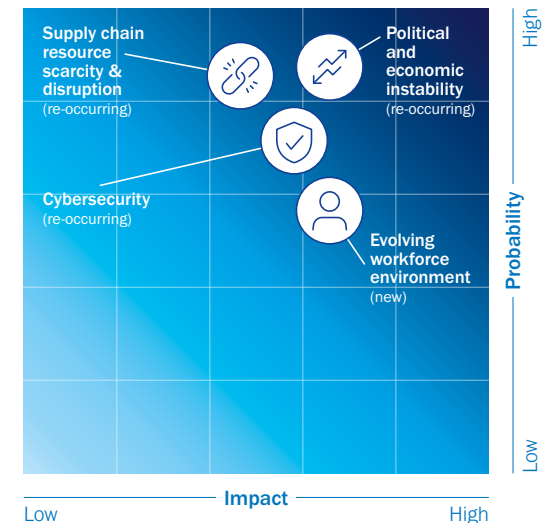 Supply chain
resource
scarcity &
disruption
(re-occurring)
Political
and
economic
instability
(re-occurring)
Cybersecurity
(re-occurring)
Evolving
workforce
environment
(new)
High
Probability
Low
Impact
Low
High